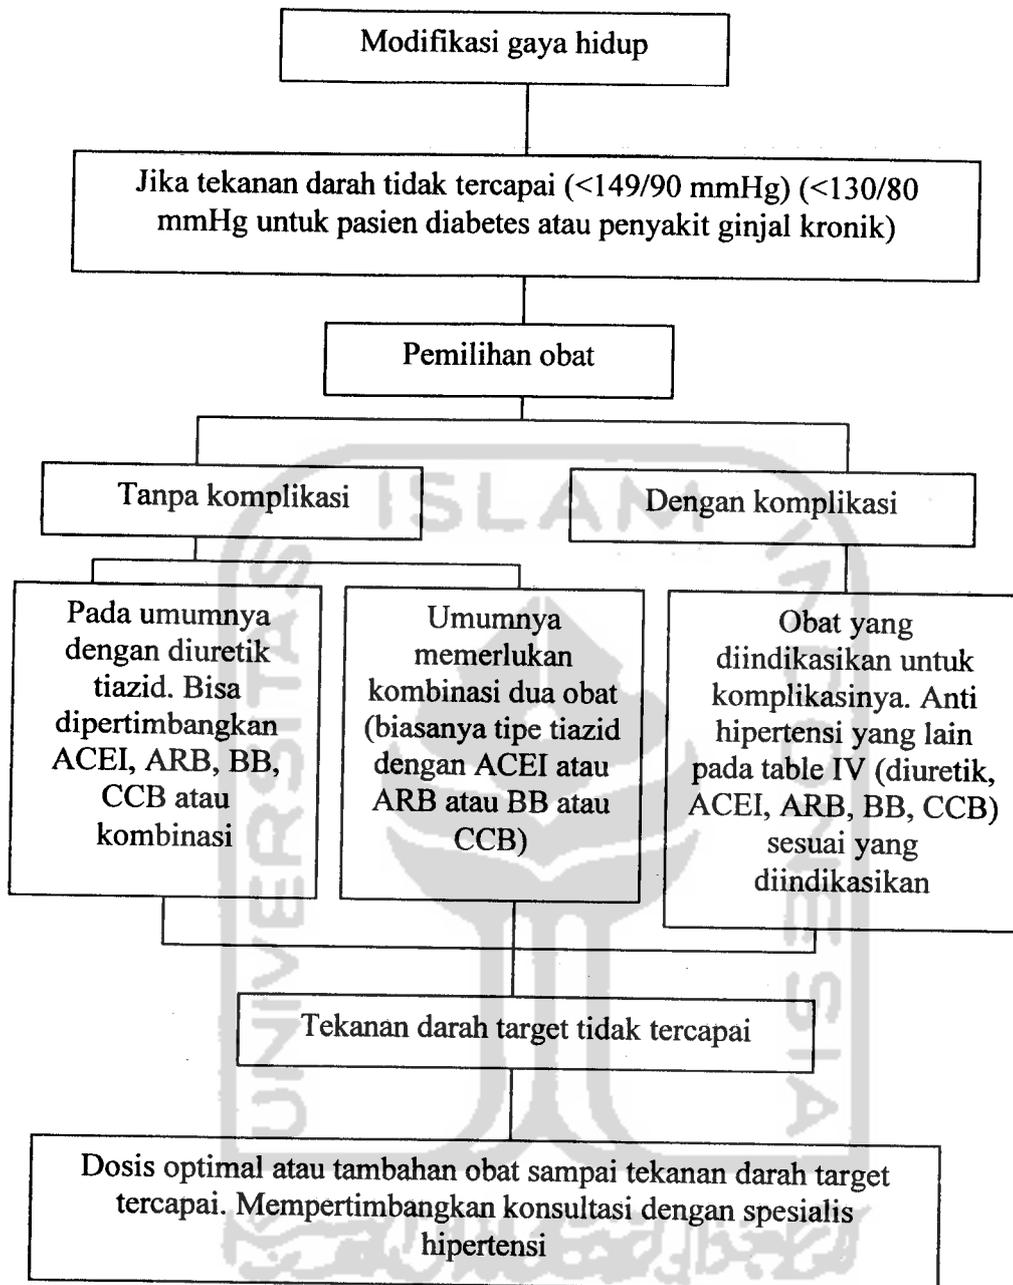 Modifikasi gaya hidup
Jika tekanan darah tidak tercapai (<149/90 mmHg) (<130/80
mmHg untuk pasien diabetes atau penyakit ginjal kronik)
Pemilihan obat
Tanpa komplikasi
Dengan komplikasi
Pada umumnya
dengan diuretik
tiazid. Bisa
dipertimbangkan
ACEI, ARB, BB,
CCB atau
kombinasi
Umumnya
memerlukan
kombinasi dua obat
(biasanya tipe tiazid
dengan ACEI atau
ARB atau BB atau
CCB)
Obat yang
diindikasikan untuk
komplikasinya. Anti
hipertensi yang lain
pada table IV (diuretik,
ACEI, ARB, BB, CCB)
sesuai yang
diindikasikan
Tekanan darah target tidak tercapai
Dosis optimal atau tambahan obat sampai tekanan darah target
tercapai. Mempertimbangkan konsultasi dengan spesialis
hipertensi
UNIVERSITAS
ISLAM
INDONESIA